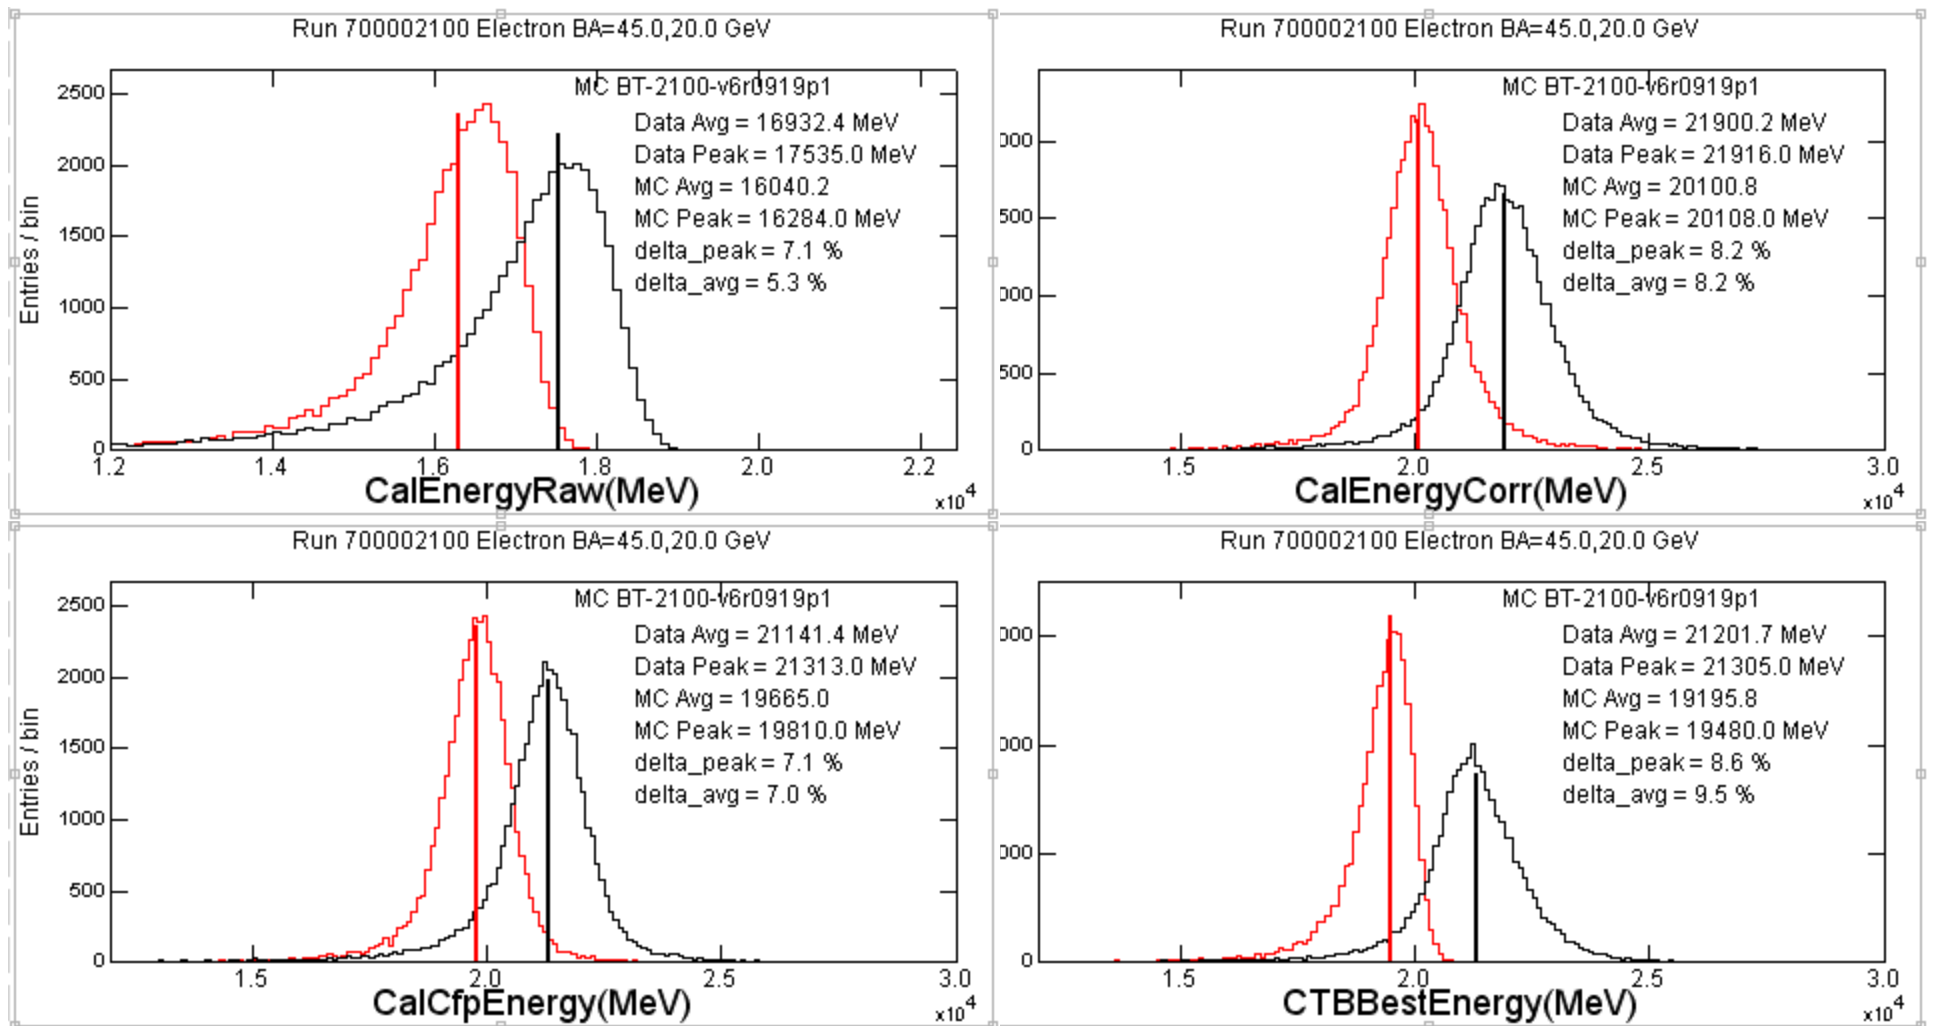 Run 700002100 Electron BA=45.0,20.0 GeV
MC BT-2100-v6r0919p1
Data Avg = 16932.4 MeV
Data Peak = 17535.0 MeV
MC Avg = 16040.2
MC Peak = 16284.0 MeV
delta_peak = 7.1 %
delta_avg = 5.3 %
Entries / bin
2500
2000
1500
1000
500
0
1.2 1.4 1.6 1.8 2.0 2.2
CalEnergyRaw(MeV)
x10^4
Run 700002100 Electron BA=45.0,20.0 GeV
MC BT-2100-v6r0919p1
Data Avg = 21900.2 MeV
Data Peak = 21916.0 MeV
MC Avg = 20100.8
MC Peak = 20108.0 MeV
delta_peak = 8.2 %
delta_avg = 8.2 %
000
500
000
500
0
1.5 2.0 2.5 3.0
CalEnergyCorr(MeV)
x10^4
Run 700002100 Electron BA=45.0,20.0 GeV
MC BT-2100-v6r0919p1
Data Avg = 21141.4 MeV
Data Peak = 21313.0 MeV
MC Avg = 19665.0
MC Peak = 19810.0 MeV
delta_peak = 7.1 %
delta_avg = 7.0 %
Entries / bin
2500
2000
1500
1000
500
0
1.5 2.0 2.5 3.0
CalCfpEnergy(MeV)
x10^4
Run 700002100 Electron BA=45.0,20.0 GeV
MC BT-2100-v6r0919p1
Data Avg = 21201.7 MeV
Data Peak = 21305.0 MeV
MC Avg = 19195.8
MC Peak = 19480.0 MeV
delta_peak = 8.6 %
delta_avg = 9.5 %
000
000
000
0
1.5 2.0 2.5 3.0
CTBBestEnergy(MeV)
x10^4